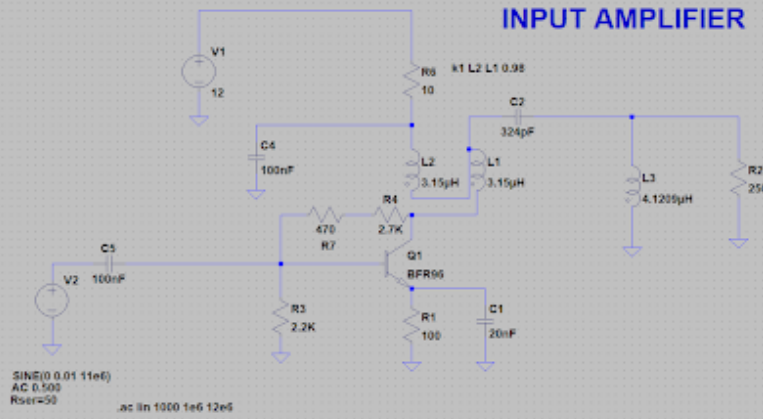 INPUT AMPLIFIER
V1
12
R6
10
k1 L2 L1 0.98
C2
324pF
C4
100nF
L2
3.15µH
L1
3.15µH
L3
4.1209µH
R2
R4
2.7K
470
R7
C5
100nF
Q1
BFR96
V2
R3
2.2K
R1
100
C1
20nF
SINE(0 0.01 11e6)
AC 0.500
Rser=50
.ac lin 1000 1e6 12e6